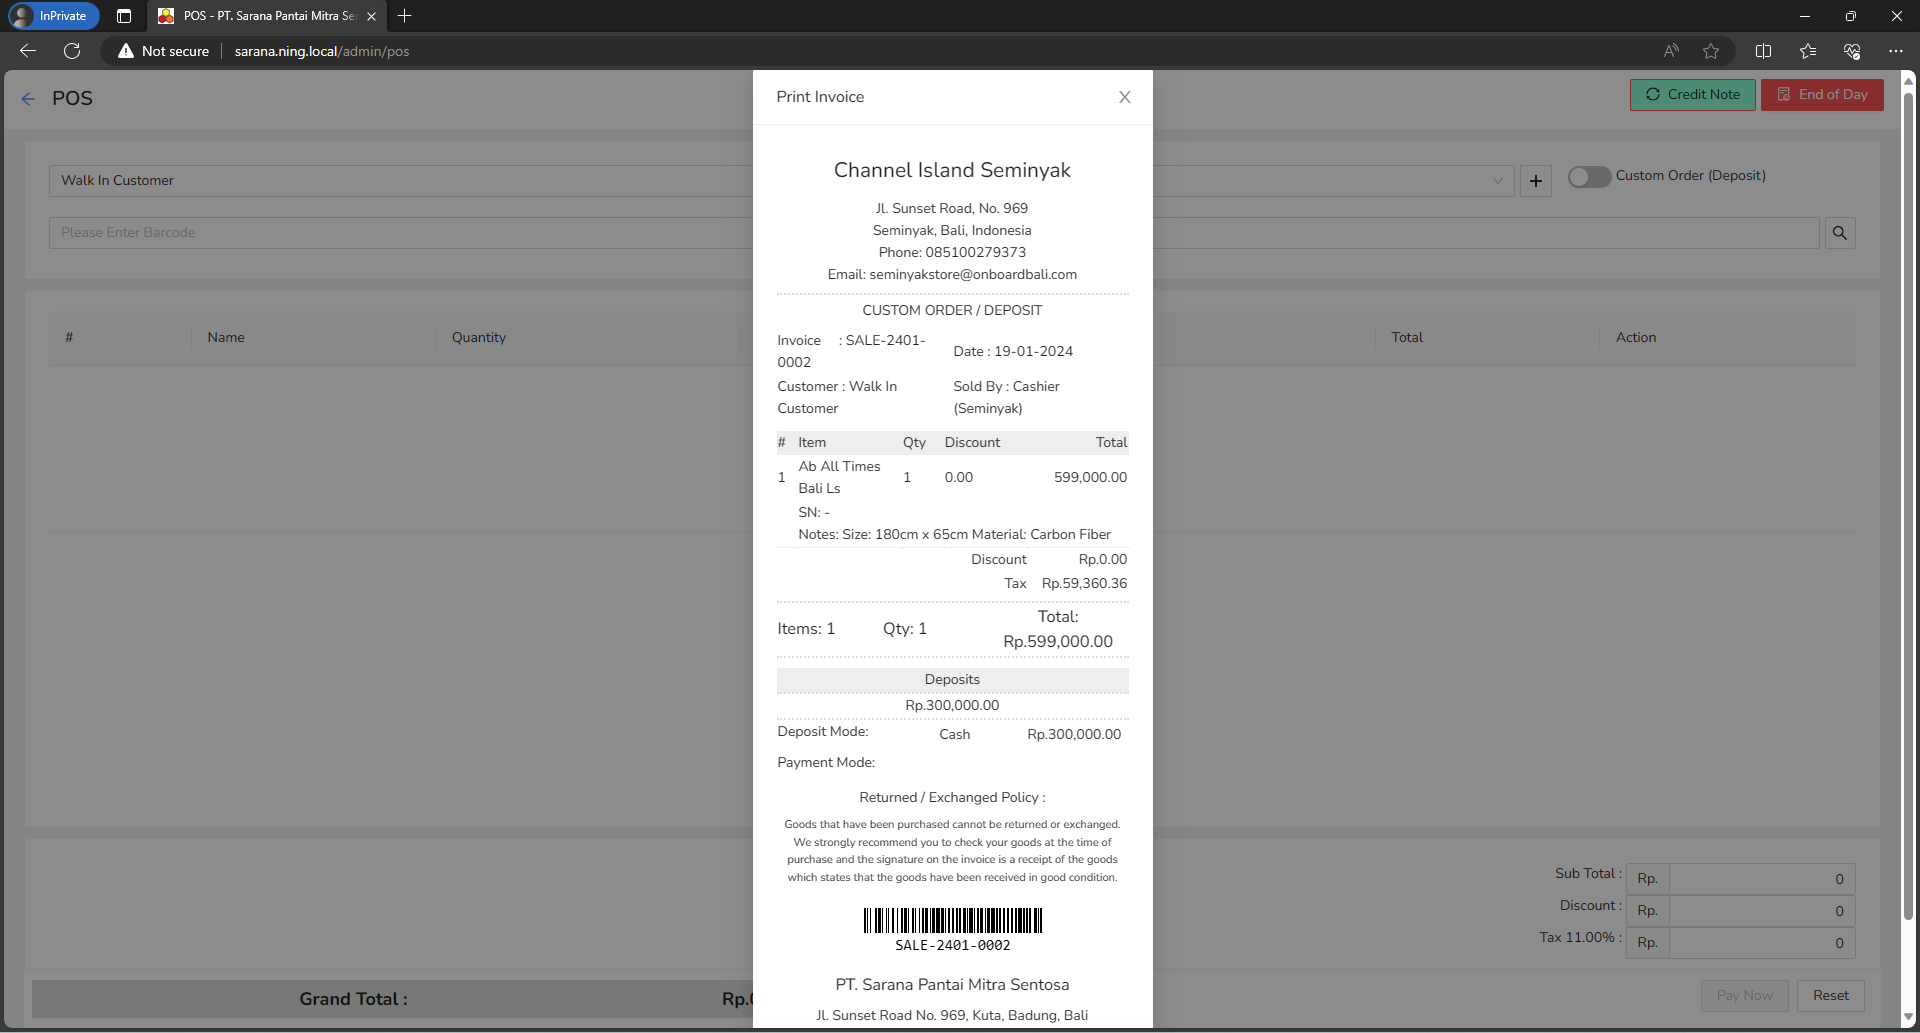 InPrivate
POS - PT. Sarana Pantai Mitra Se
Not secure
sarana.ning.local/admin/pos
POS
Credit Note
End of Day
Walk In Customer
Custom Order (Deposit)
Please Enter Barcode
# Name Quantity Total Action
Print Invoice
Channel Island Seminyak
Jl. Sunset Road, No. 969
Seminyak, Bali, Indonesia
Phone: 085100279373
Email: seminyakstore@onboardbali.com
CUSTOM ORDER / DEPOSIT
Invoice : SALE-2401-
0002
Date : 19-01-2024
Customer : Walk In
Customer
Sold By : Cashier
(Seminyak)
# Item Qty Discount Total
1 Ab All Times
Bali Ls
1 0.00 599,000.00
SN: -
Notes: Size: 180cm x 65cm Material: Carbon Fiber
Discount Rp.0.00
Tax Rp.59,360.36
Items: 1 Qty: 1
Total:
Rp.599,000.00
Deposits
Rp.300,000.00
Deposit Mode: Cash Rp.300,000.00
Payment Mode:
Returned / Exchanged Policy :
Goods that have been purchased cannot be returned or exchanged.
We strongly recommend you to check your goods at the time of
purchase and the signature on the invoice is a receipt of the goods
which states that the goods have been received in good condition.
SALE-2401-0002
PT. Sarana Pantai Mitra Sentosa
Jl. Sunset Road No. 969, Kuta, Badung, Bali
Sub Total : Rp. 0
Discount : Rp. 0
Tax 11.00% : Rp. 0
Grand Total : Rp.
Pay Now
Reset